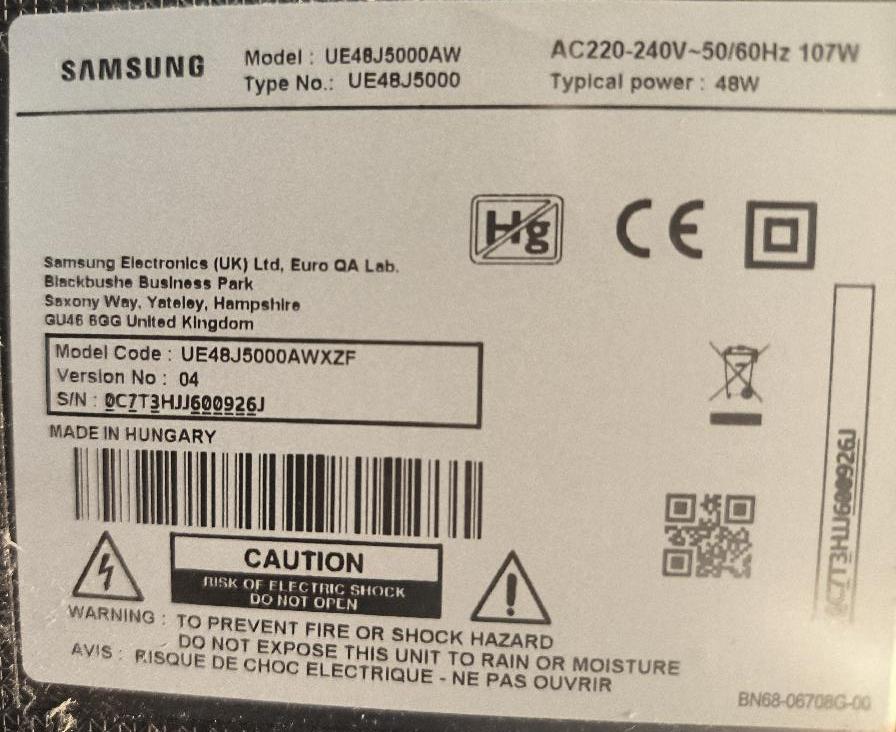 SAMSUNG
Model : UE48J5000AW
Type No.: UE48J5000
AC220-240V~50/60Hz 107W
Typical power : 48W
Hg
CE
Samsung Electronics (UK) Ltd, Euro QA Lab.
Blackbushe Business Park
Saxony Way, Yateley, Hampshire
GU46 6GG United Kingdom
Model Code : UE48J5000AWXZF
Version No : 04
S/N : 0C7T3HJJ600926J
MADE IN HUNGARY
0C7T3HJJ600926J
CAUTION
RISK OF ELECTRIC SHOCK
DO NOT OPEN
WARNING : TO PREVENT FIRE OR SHOCK HAZARD
DO NOT EXPOSE THIS UNIT TO RAIN OR MOISTURE
AVIS : RISQUE DE CHOC ELECTRIQUE - NE PAS OUVRIR
BN68-06708G-00